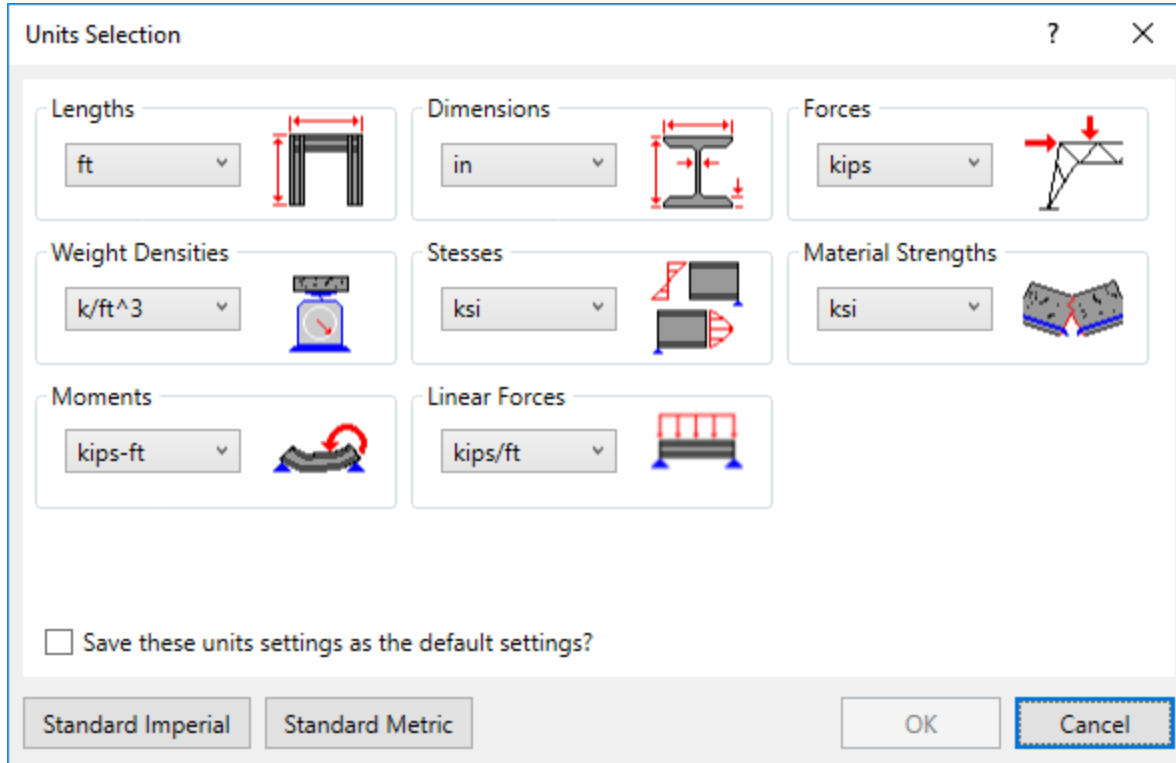 Units Selection
?
Lengths
Dimensions
Forces
ft
in
kips
Weight Densities
Stesses
Material Strengths
k/ft^3
ksi
ksi
Moments
Linear Forces
kips-ft
kips/ft
Save these units settings as the default settings?
Standard Imperial
Standard Metric
OK
Cancel